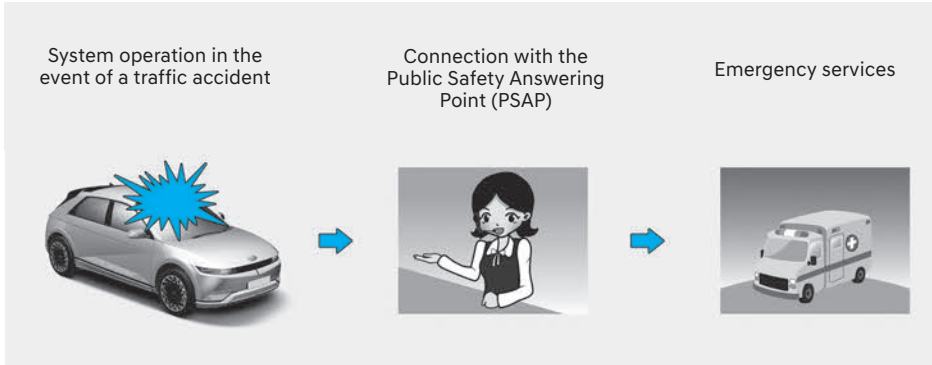 System operation in the
event of a traffic accident
Connection with the
Public Safety Answering
Point (PSAP)
Emergency services